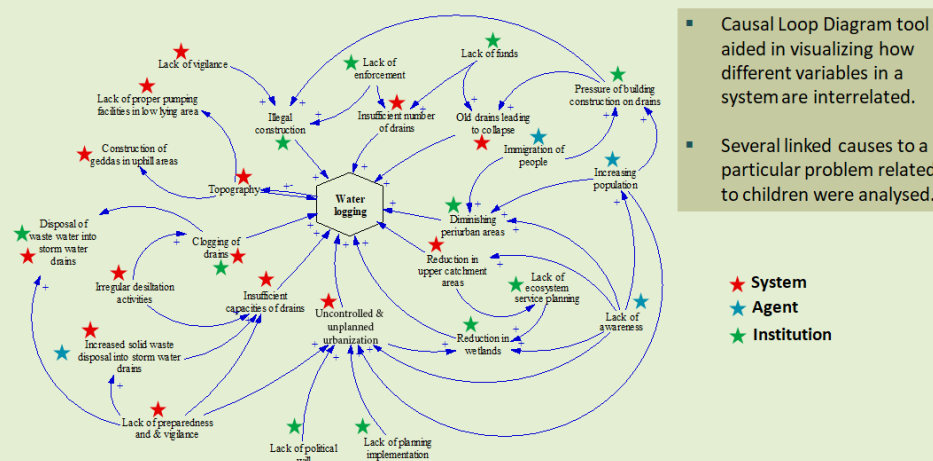 Lack of vigilance
Lack of proper pumping
facilities in low lying area
Construction of
geddas in uphill areas
Topography
Lack of
enforcement
Illegal
construction
Insufficient number
of drains
Lack of funds
Old drains leading
to collapse
Pressure of building
construction on drains
Immigration of
people
Increasing
population
Water
logging
Diminishing
periurban areas
Reduction in
upper catchment
areas
Lack of
ecosystem
service planning
Reduction in
wetlands
Lack of
awareness
Disposal of
waste water into
storm water
drains
Clogging of
drains
Irregular desiltation
activities
Insufficient
capacities of drains
Uncontrolled &
unplanned
urbanization
Increased solid waste
disposal into storm water
drains
Lack of preparedness
and & vigilance
Lack of political
will
Lack of planning
implementation
▪ Causal Loop Diagram tool
aided in visualizing how
different variables in a
system are interrelated.
▪ Several linked causes to a
particular problem related
to children were analysed.
System
Agent
Institution